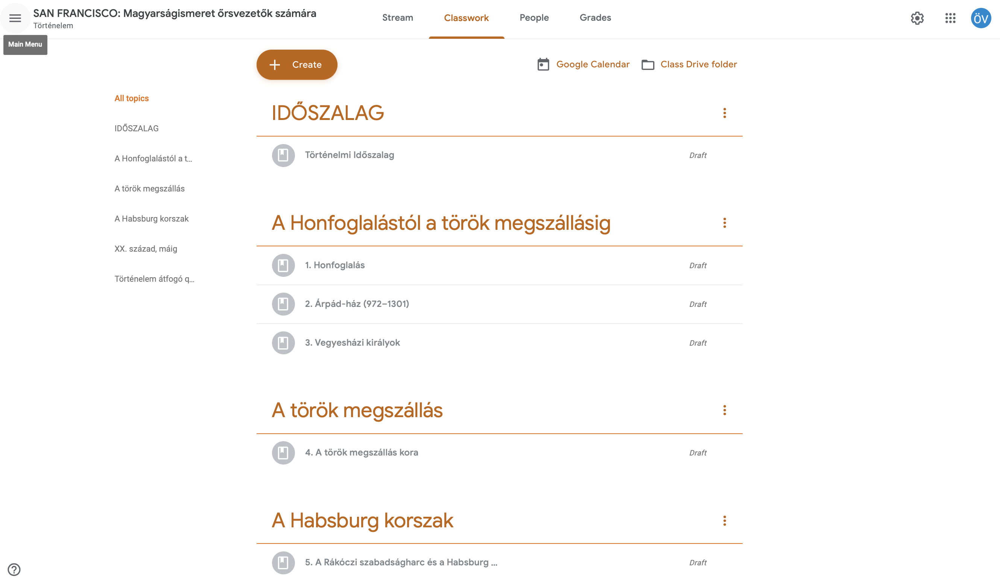 SAN FRANCISCO: Magyarságismeret őrsvezetők számára
Történelem
Stream
Classwork
People
Grades
ÖV
Main Menu
Create
Google Calendar
Class Drive folder
All topics
IDŐSZALAG
A Honfoglalástól a t...
A török megszállás
A Habsburg korszak
XX. század, máig
Történelem átfogó q...
IDŐSZALAG
Történelmi Időszalag
Draft
A Honfoglalástól a török megszállásig
1. Honfoglalás
Draft
2. Árpád-ház (972–1301)
Draft
3. Vegyesházi királyok
Draft
A török megszállás
4. A török megszállás kora
Draft
A Habsburg korszak
5. A Rákóczi szabadságharc és a Habsburg ...
Draft